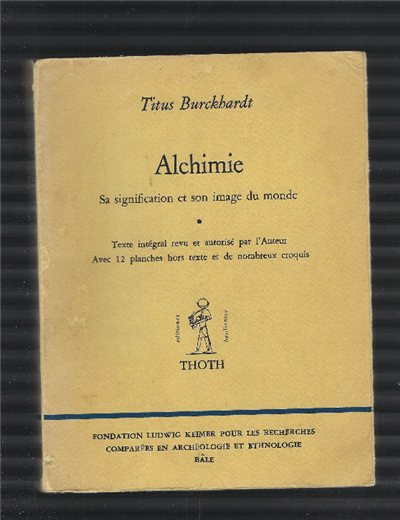 Titus Burckhardt
Alchimie
Sa signification et son image du monde
Texte intégral revu et autorisé par l'Auteur
Avec 12 planches hors texte et de nombreux croquis
THOTH
FONDATION LUDWIG KEIMER POUR LES RECHERCHES
COMPARÉES EN ARCHÉOLOGIE ET ETHNOLOGIE
BÂLE